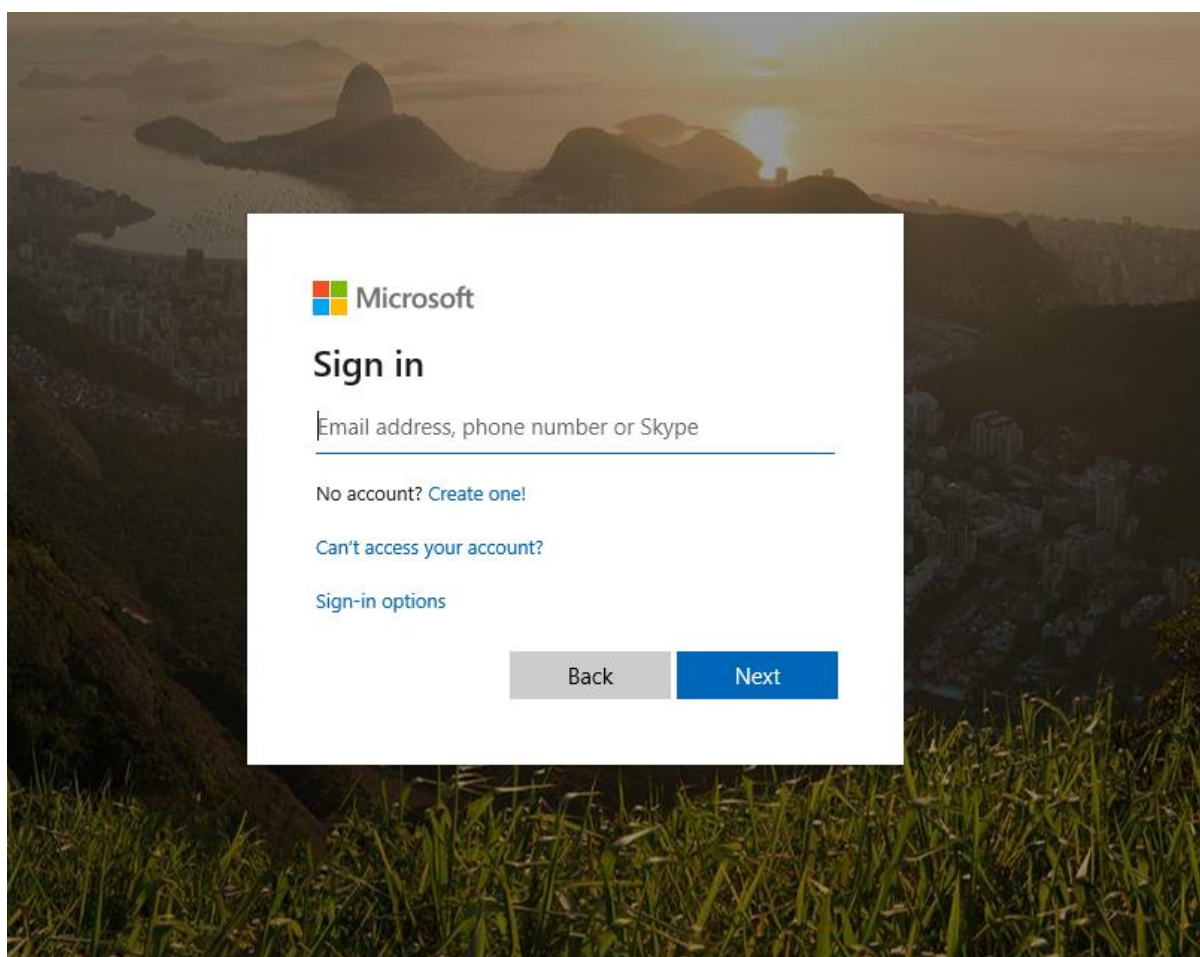 Microsoft
Sign in
Email address, phone number or Skype
No account? Create one!
Can't access your account?
Sign-in options
Back Next